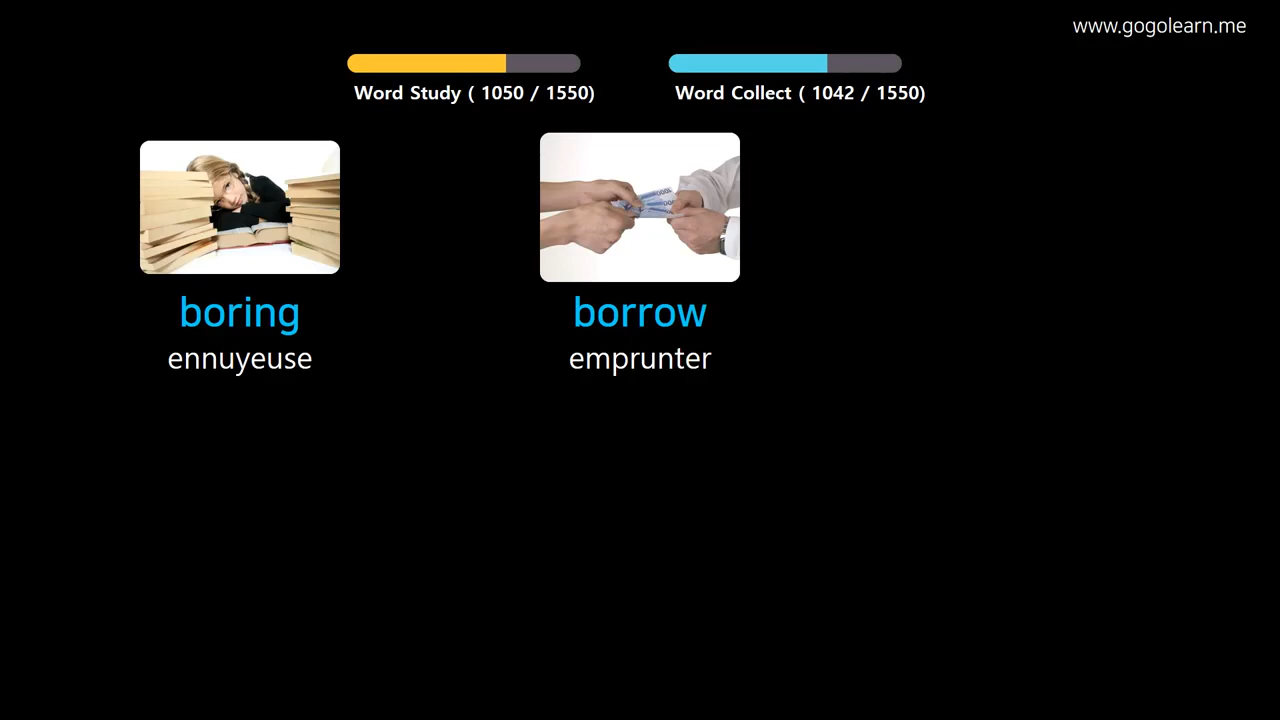 www.gogolearn.me
Word Study ( 1050 / 1550)
Word Collect ( 1042 / 1550)
boring
ennuyeuse
borrow
emprunter